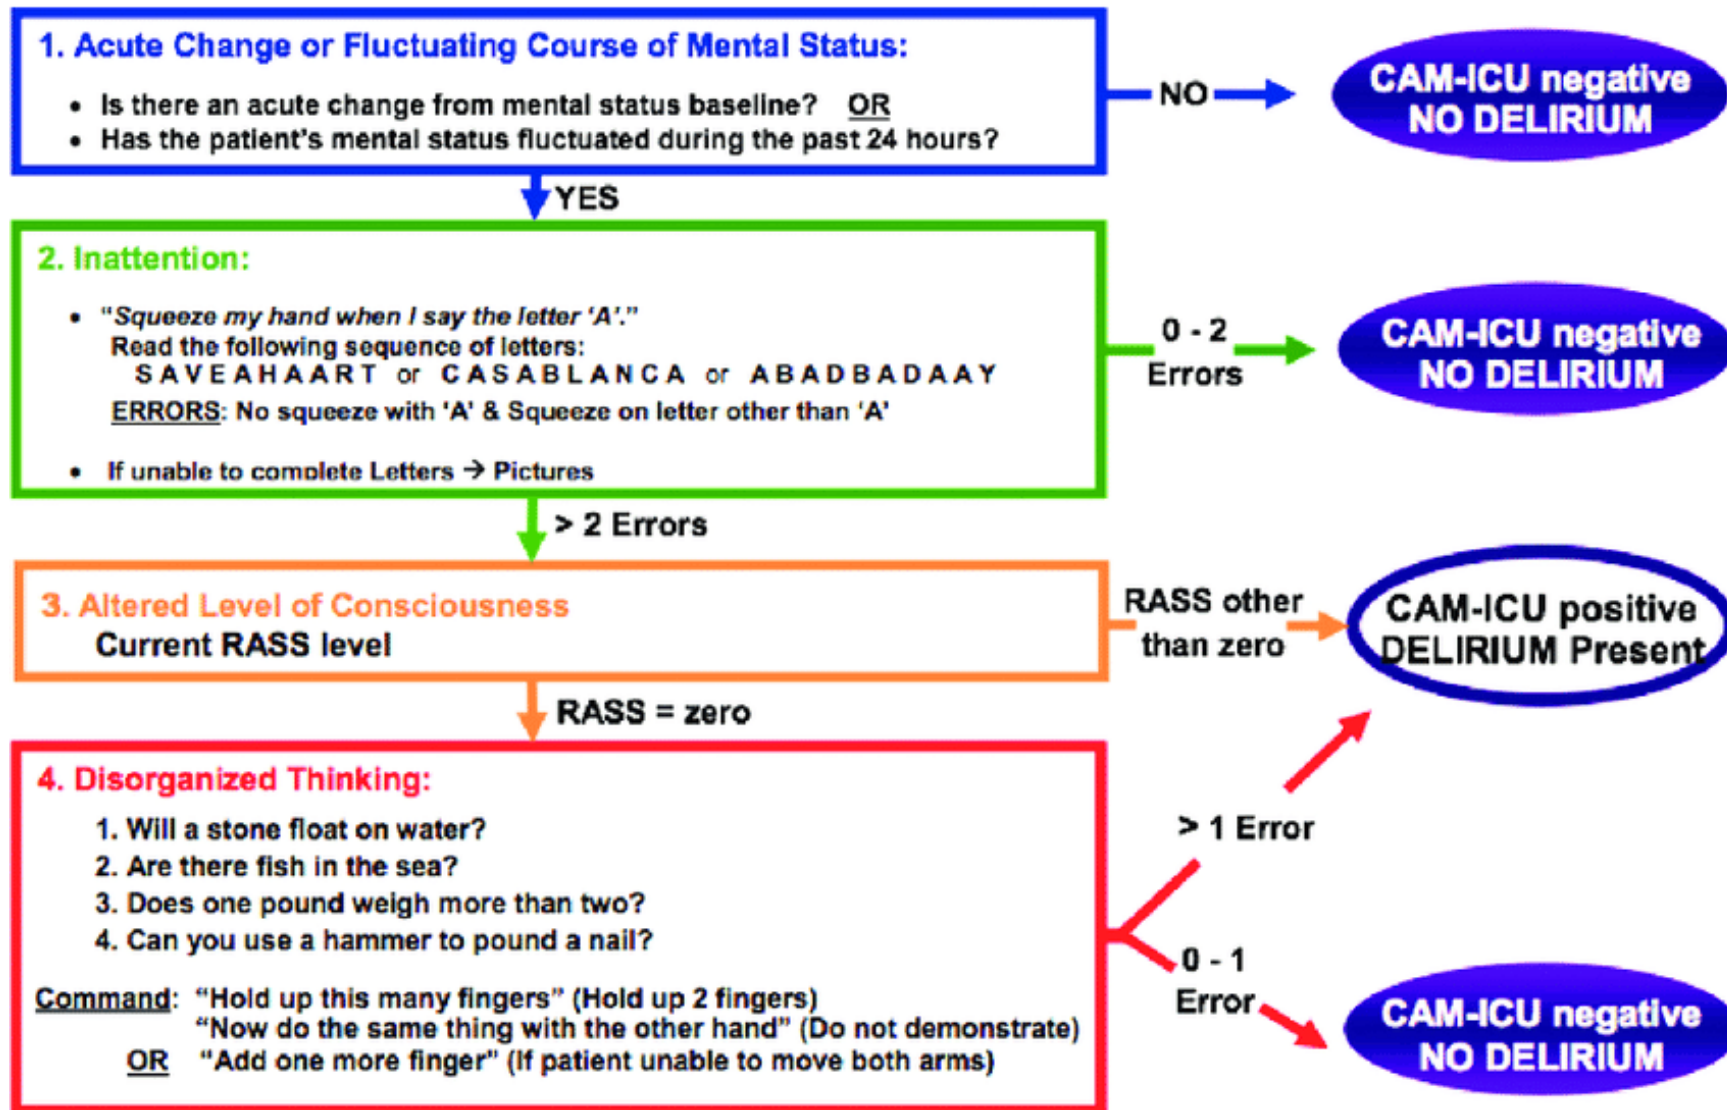 1. Acute Change or Fluctuating Course of Mental Status:
• Is there an acute change from mental status baseline? OR
• Has the patient's mental status fluctuated during the past 24 hours?
NO
CAM-ICU negative
NO DELIRIUM
YES
2. Inattention:
• "Squeeze my hand when I say the letter 'A'."
Read the following sequence of letters:
S A V E A H A A R T or C A S A B L A N C A or A B A D B A D A A Y
ERRORS: No squeeze with 'A' & Squeeze on letter other than 'A'
• If unable to complete Letters → Pictures
0 - 2
Errors
CAM-ICU negative
NO DELIRIUM
> 2 Errors
3. Altered Level of Consciousness
Current RASS level
RASS other
than zero
CAM-ICU positive
DELIRIUM Present
RASS = zero
4. Disorganized Thinking:
1. Will a stone float on water?
2. Are there fish in the sea?
3. Does one pound weigh more than two?
4. Can you use a hammer to pound a nail?
Command: "Hold up this many fingers" (Hold up 2 fingers)
"Now do the same thing with the other hand" (Do not demonstrate)
OR "Add one more finger" (If patient unable to move both arms)
> 1 Error
0 - 1
Error
CAM-ICU negative
NO DELIRIUM